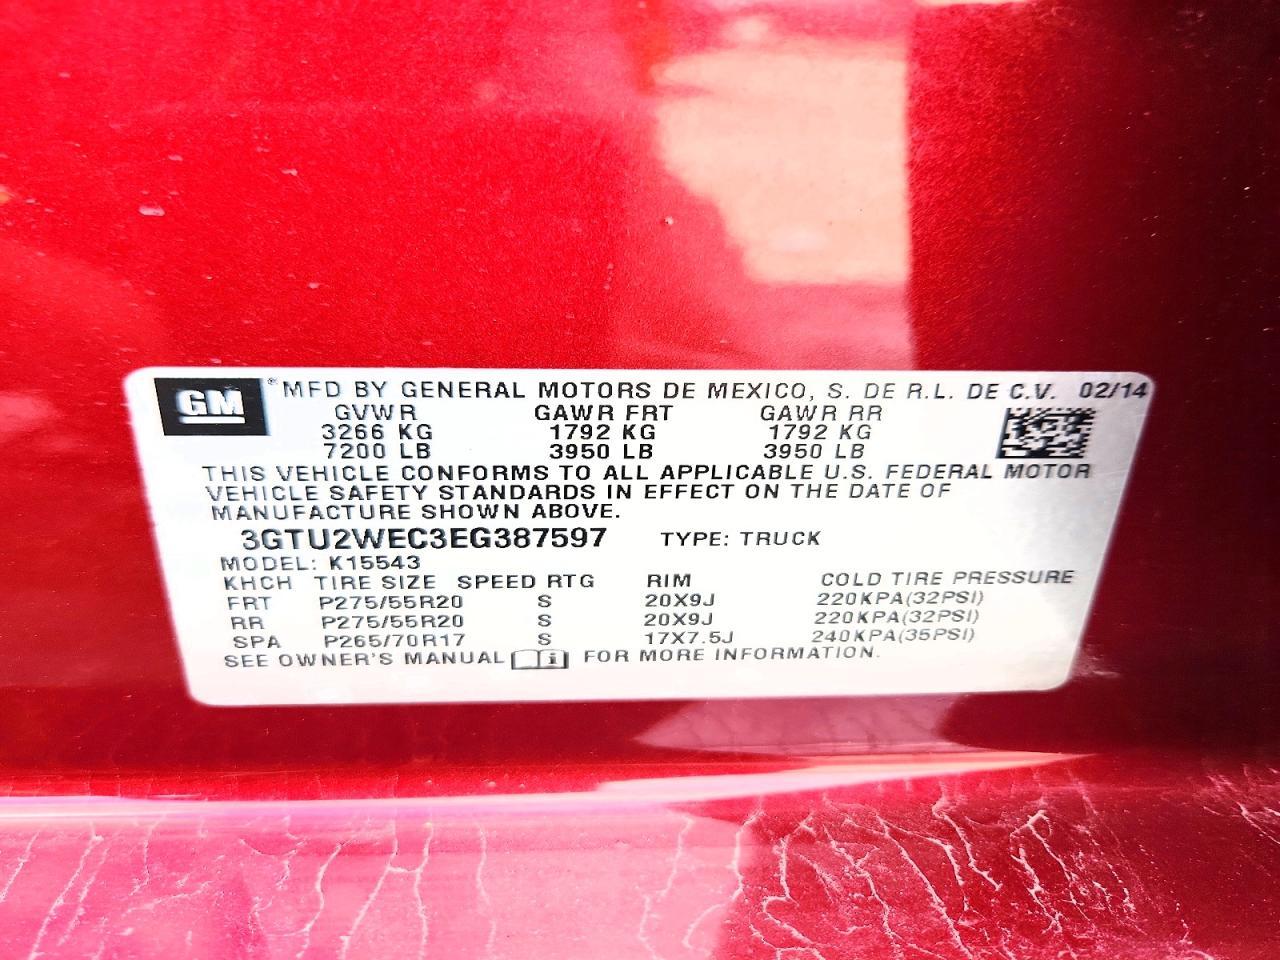 GM ® MFD BY GENERAL MOTORS DE MEXICO, S. DE R.L. DE C.V. 02/14
GVWR GAWR FRT GAWR RR
3266 KG 1792 KG 1792 KG
7200 LB 3950 LB 3950 LB
THIS VEHICLE CONFORMS TO ALL APPLICABLE U.S. FEDERAL MOTOR
VEHICLE SAFETY STANDARDS IN EFFECT ON THE DATE OF
MANUFACTURE SHOWN ABOVE.
3GTU2WEC3EG387597 TYPE: TRUCK
MODEL: K15543
KHCH TIRE SIZE SPEED RTG RIM COLD TIRE PRESSURE
FRT P275/55R20 S 20X9J 220KPA(32PSI)
RR P275/55R20 S 20X9J 220KPA(32PSI)
SPA P265/70R17 S 17X7.5J 240KPA(35PSI)
SEE OWNER'S MANUAL i FOR MORE INFORMATION.